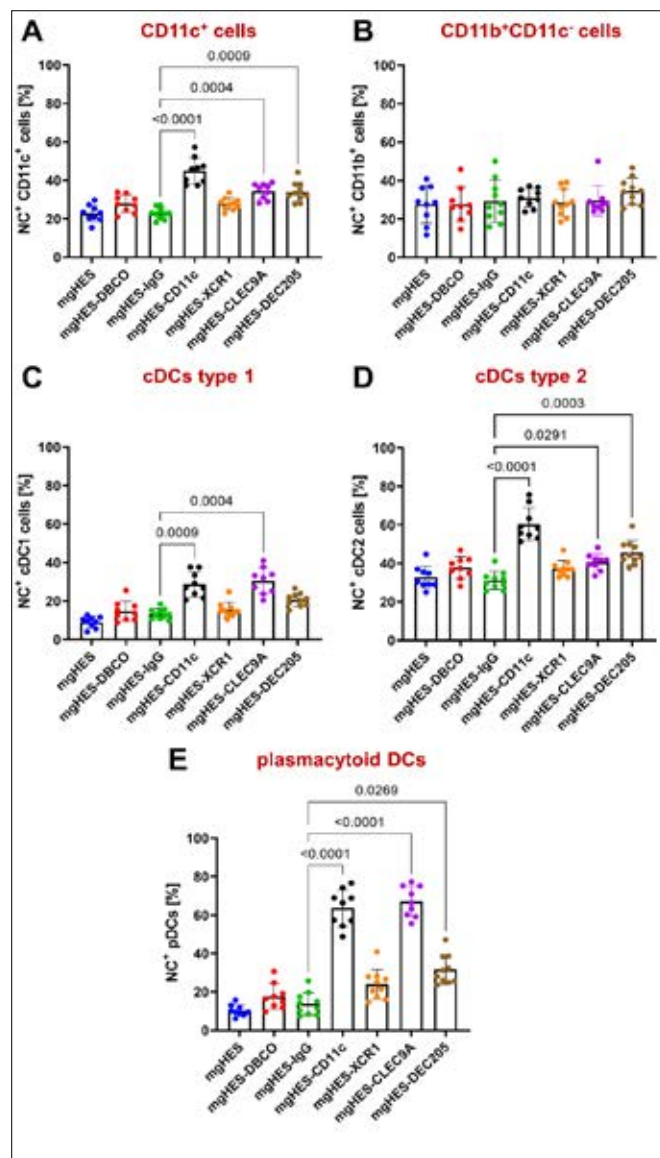 A CD11c⁺ cells
NC⁺ CD11c⁺ cells [%]
100
80
60
40
20
0
0.0009
0.0004
<0.0001
mgHES
mgHES-DBCO
mgHES-IgG
mgHES-CD11c
mgHES-XCR1
mgHES-CLEC9A
mgHES-DEC205
B CD11b⁺CD11c⁻ cells
NC⁺ CD11b⁺ cells [%]
100
80
60
40
20
0
mgHES
mgHES-DBCO
mgHES-IgG
mgHES-CD11c
mgHES-XCR1
mgHES-CLEC9A
mgHES-DEC205
C cDCs type 1
NC⁺ cDC1 cells [%]
100
80
60
40
20
0
0.0004
0.0009
mgHES
mgHES-DBCO
mgHES-IgG
mgHES-CD11c
mgHES-XCR1
mgHES-CLEC9A
mgHES-DEC205
D cDCs type 2
NC⁺ cDC2 cells [%]
100
80
60
40
20
0
0.0003
0.0291
<0.0001
mgHES
mgHES-DBCO
mgHES-IgG
mgHES-CD11c
mgHES-XCR1
mgHES-CLEC9A
mgHES-DEC205
E plasmacytoid DCs
NC⁺ pDCs [%]
100
80
60
40
20
0
0.0269
<0.0001
<0.0001
mgHES
mgHES-DBCO
mgHES-IgG
mgHES-CD11c
mgHES-XCR1
mgHES-CLEC9A
mgHES-DEC205